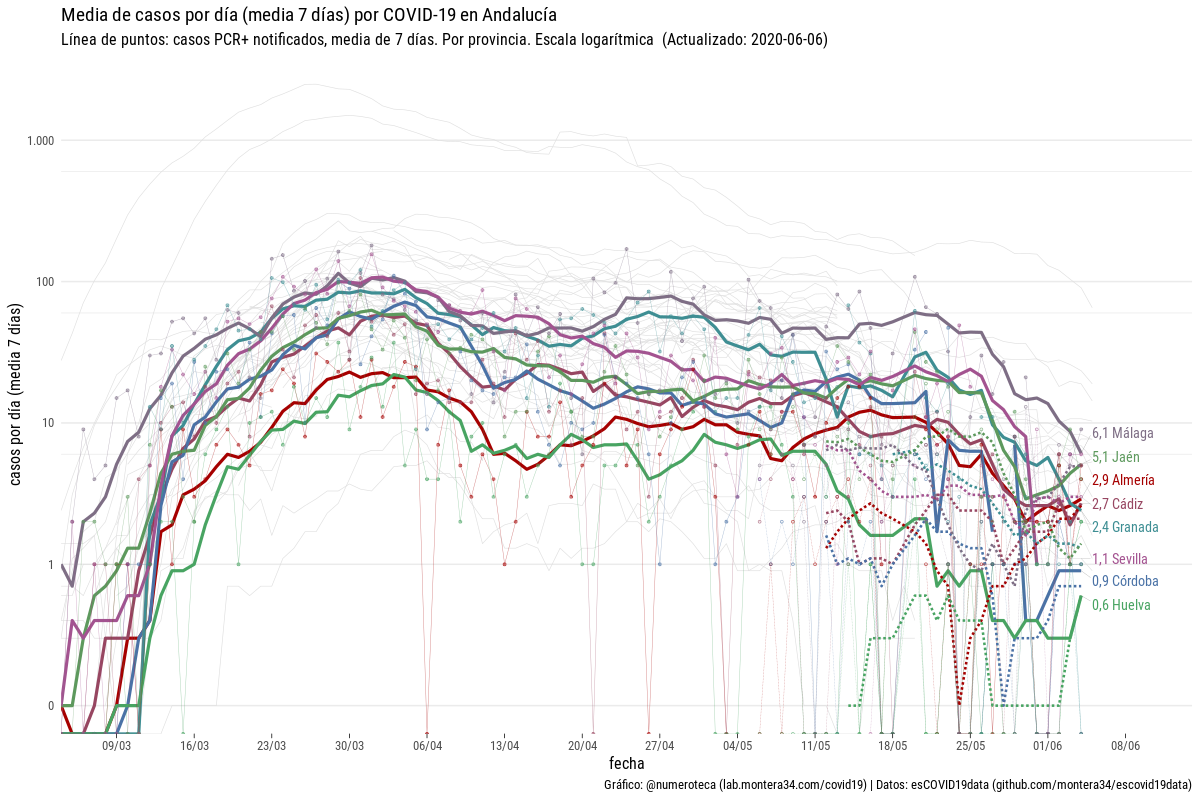 Media de casos por día (media 7 días) por COVID-19 en Andalucía
Línea de puntos: casos PCR+ notificados, media de 7 días. Por provincia. Escala logarítmica (Actualizado: 2020-06-06)
casos por día (media 7 días)
1.000
100
10
1
0
6,1 Málaga
5,1 Jaén
2,9 Almería
2,7 Cádiz
2,4 Granada
1,1 Sevilla
0,9 Córdoba
0,6 Huelva
09/03 16/03 23/03 30/03 06/04 13/04 20/04 27/04 04/05 11/05 18/05 25/05 01/06 08/06
fecha
Gráfico: @numeroteca (lab.montera34.com/covid19) | Datos: esCOVID19data (github.com/montera34/escovid19data)